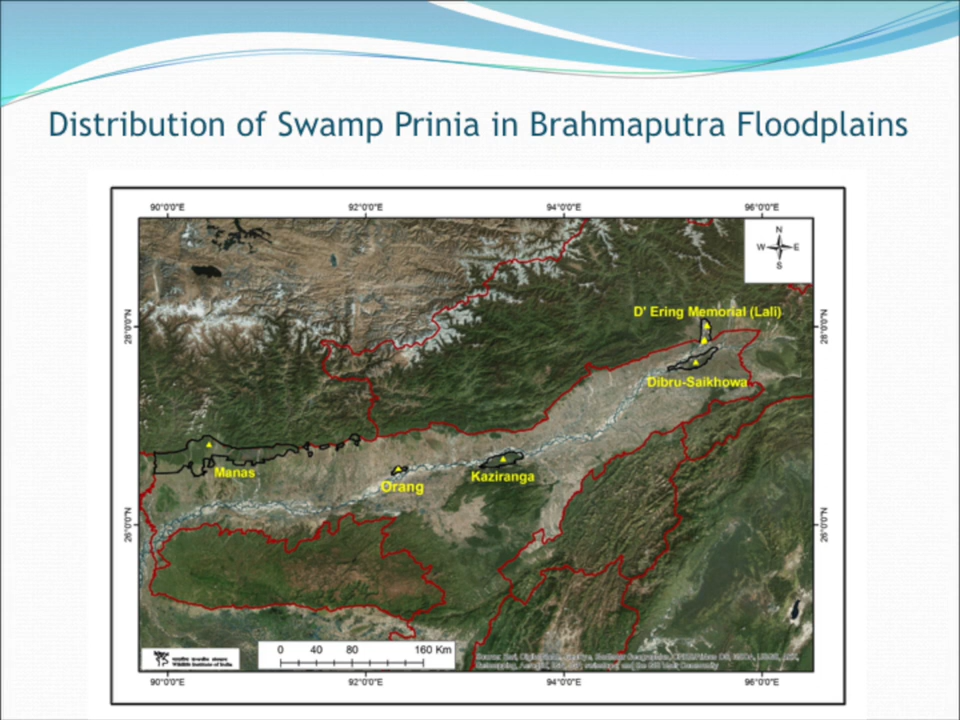 Distribution of Swamp Prinia in Brahmaputra Floodplains
90°0'0"E 92°0'0"E 94°0'0"E 96°0'0"E
N
W E
S
D' Ering Memorial (Lali)
28°0'0"N 28°0'0"N
Dibru-Saikhowa
Manas
Orang
Kaziranga
26°0'0"N 26°0'0"N
0 40 80 160 Km
Wildlife Institute of India
90°0'0"E 92°0'0"E 94°0'0"E 96°0'0"E